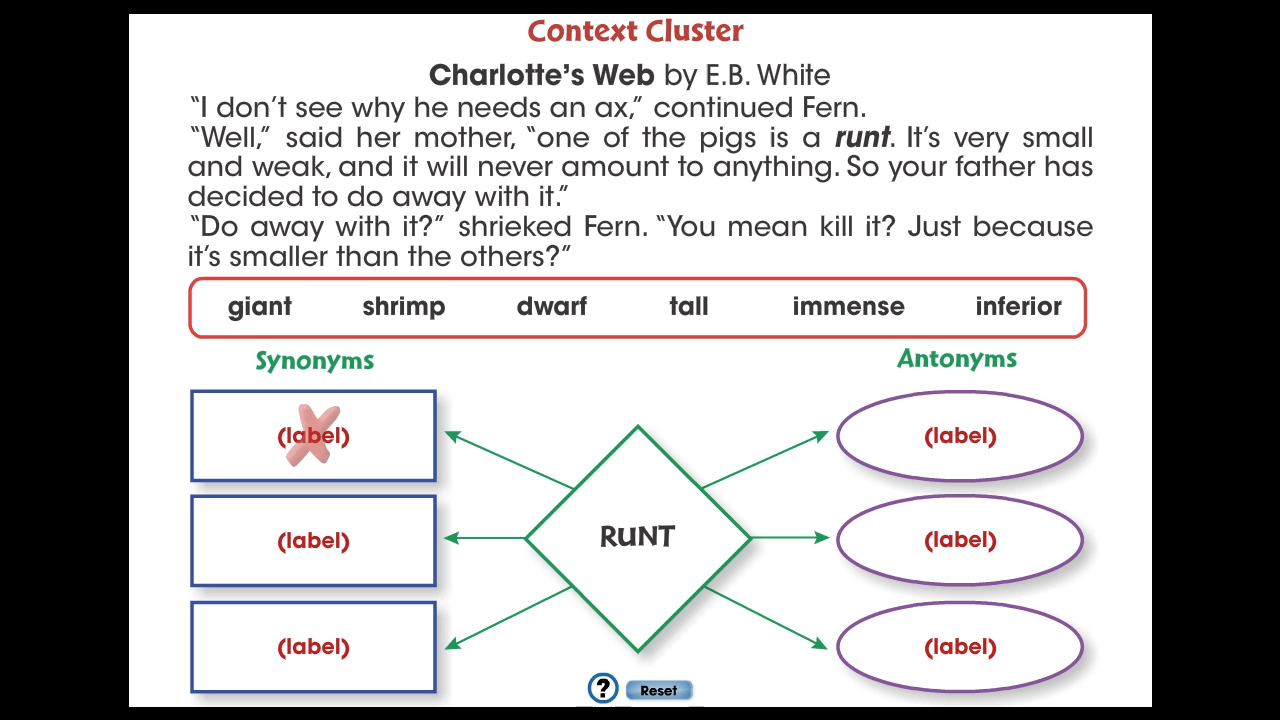 Context Cluster
Charlotte's Web by E.B. White
“I don’t see why he needs an ax,” continued Fern.
“Well,” said her mother, “one of the pigs is a runt. It’s very small
and weak, and it will never amount to anything. So your father has
decided to do away with it.”
“Do away with it?” shrieked Fern. “You mean kill it? Just because
it’s smaller than the others?”
giant shrimp dwarf tall immense inferior
Synonyms Antonyms
(label) (label)
(label) RUNT (label)
(label) (label)
? Reset